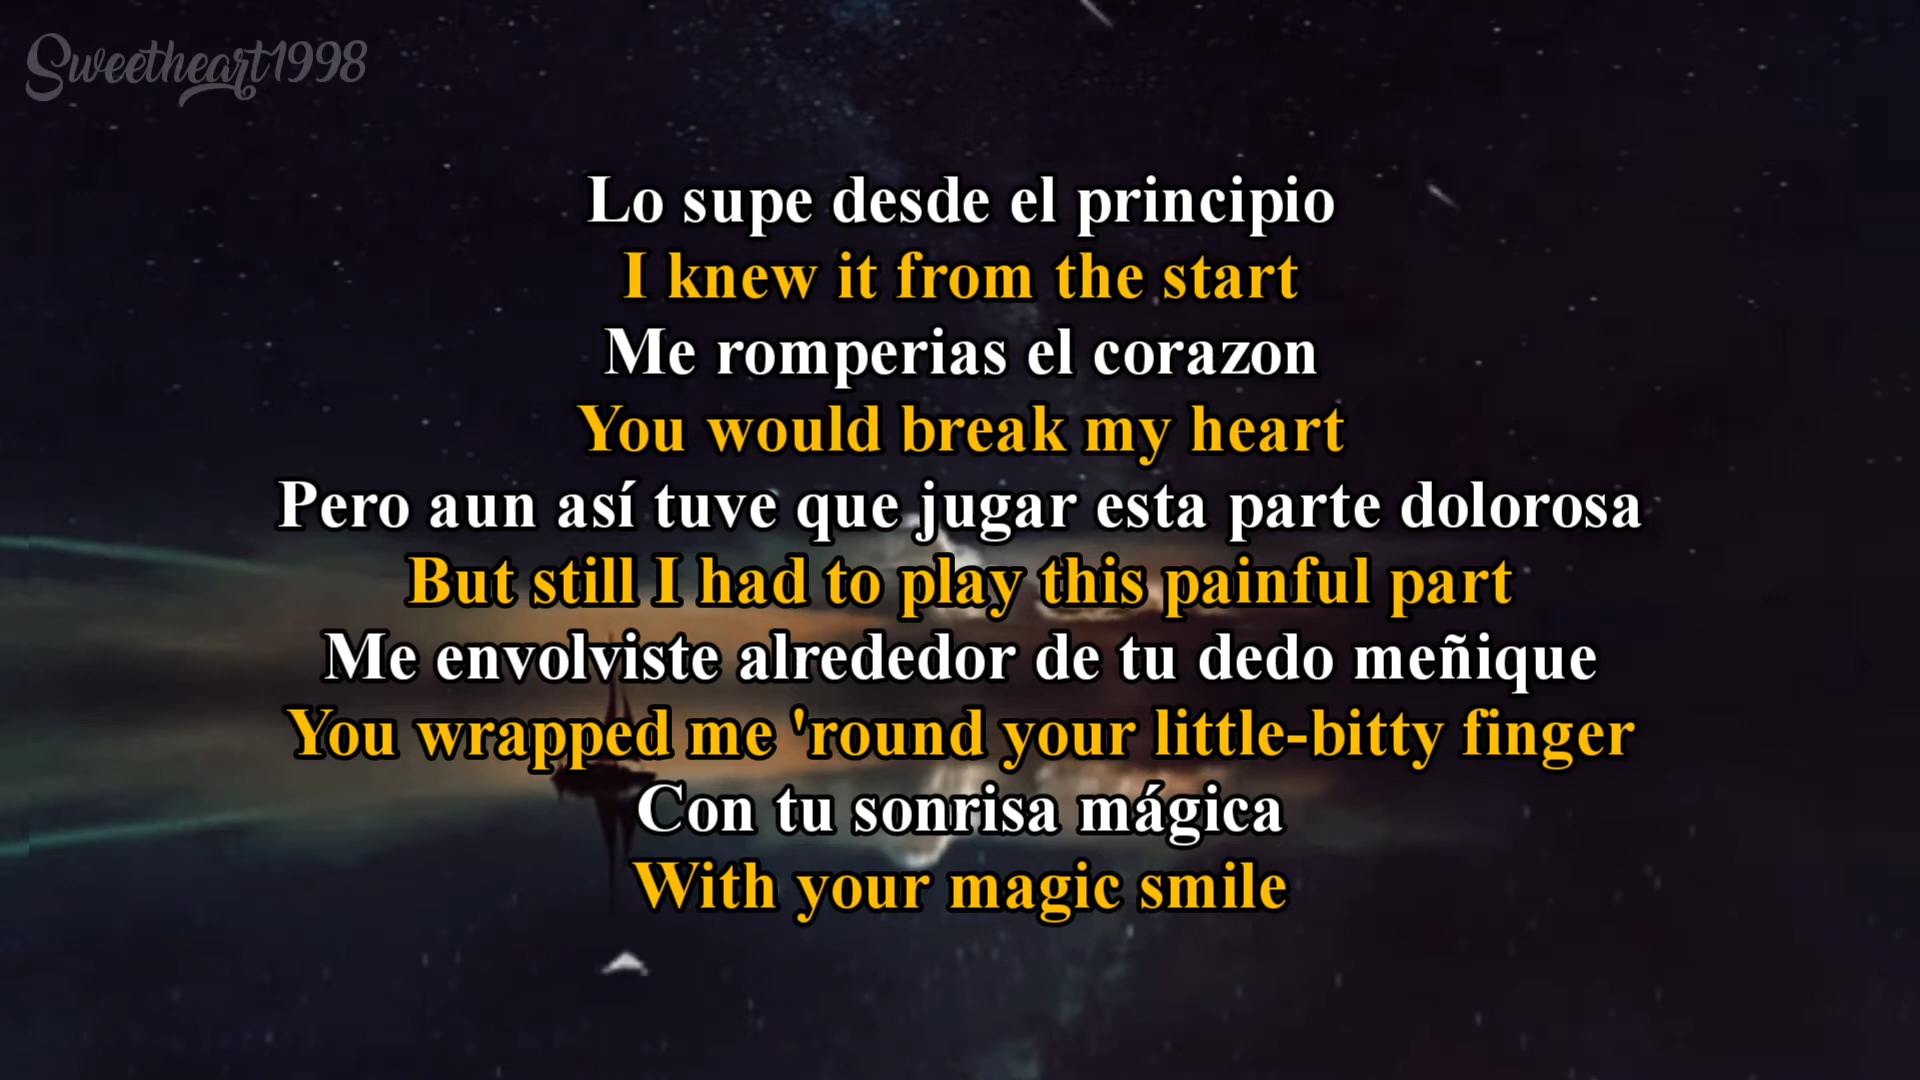 Sweetheart1998
Lo supe desde el principio
I knew it from the start
Me romperias el corazon
You would break my heart
Pero aun así tuve que jugar esta parte dolorosa
But still I had to play this painful part
Me envolviste alrededor de tu dedo meñique
You wrapped me 'round your little-bitty finger
Con tu sonrisa mágica
With your magic smile